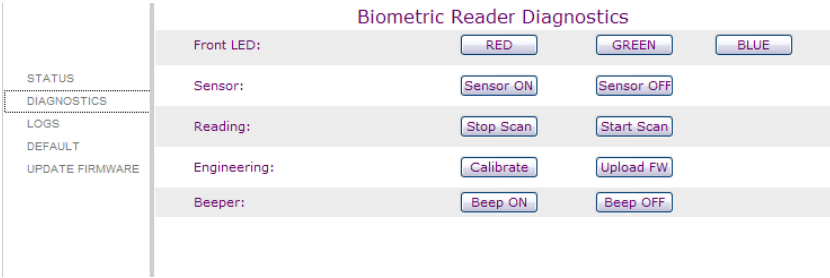 Biometric Reader Diagnostics
Front LED: RED GREEN BLUE
STATUS
Sensor: Sensor ON Sensor OFF
DIAGNOSTICS
LOGS
Reading: Stop Scan Start Scan
DEFAULT
UPDATE FIRMWARE
Engineering: Calibrate Upload FW
Beeper: Beep ON Beep OFF